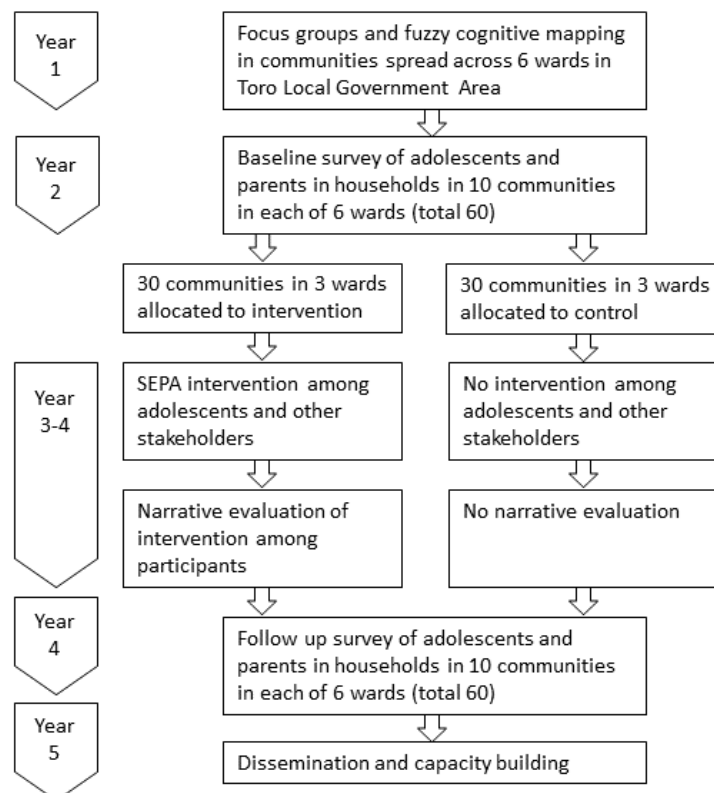 Year
1
Focus groups and fuzzy cognitive mapping
in communities spread across 6 wards in
Toro Local Government Area
Year
2
Baseline survey of adolescents and
parents in households in 10 communities
in each of 6 wards (total 60)
30 communities in 3 wards
allocated to intervention
30 communities in 3 wards
allocated to control
Year
3-4
SEPA intervention among
adolescents and other
stakeholders
No intervention among
adolescents and other
stakeholders
Narrative evaluation of
intervention among
participants
No narrative evaluation
Year
4
Follow up survey of adolescents and
parents in households in 10 communities
in each of 6 wards (total 60)
Year
5
Dissemination and capacity building